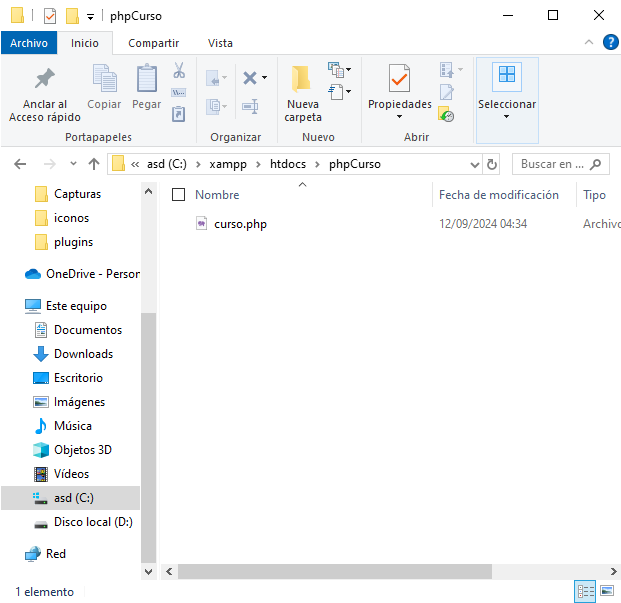 phpCurso
Archivo Inicio Compartir Vista
Anclar al Acceso rápido
Copiar
Pegar
Nueva carpeta
Propiedades
Seleccionar
Portapapeles Organizar Nuevo Abrir
« asd (C:) › xampp › htdocs › phpCurso
Buscar en ...
Capturas
iconos
plugins
OneDrive - Person
Este equipo
Documentos
Downloads
Escritorio
Imágenes
Música
Objetos 3D
Vídeos
asd (C:)
Disco local (D:)
Red
Nombre Fecha de modificación Tipo
curso.php 12/09/2024 04:34 Archivo
1 elemento